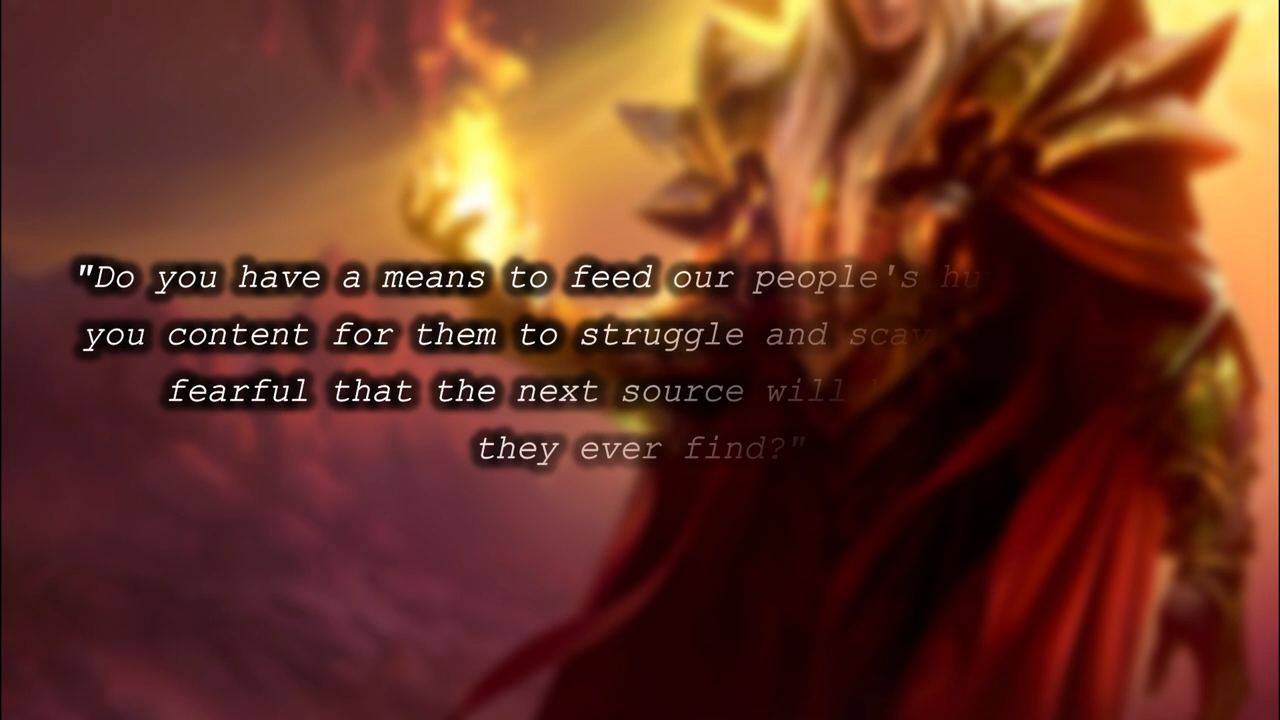 "Do you have a means to feed our people's
you content for them to struggle and
fearful that the next source will
they ever find?"